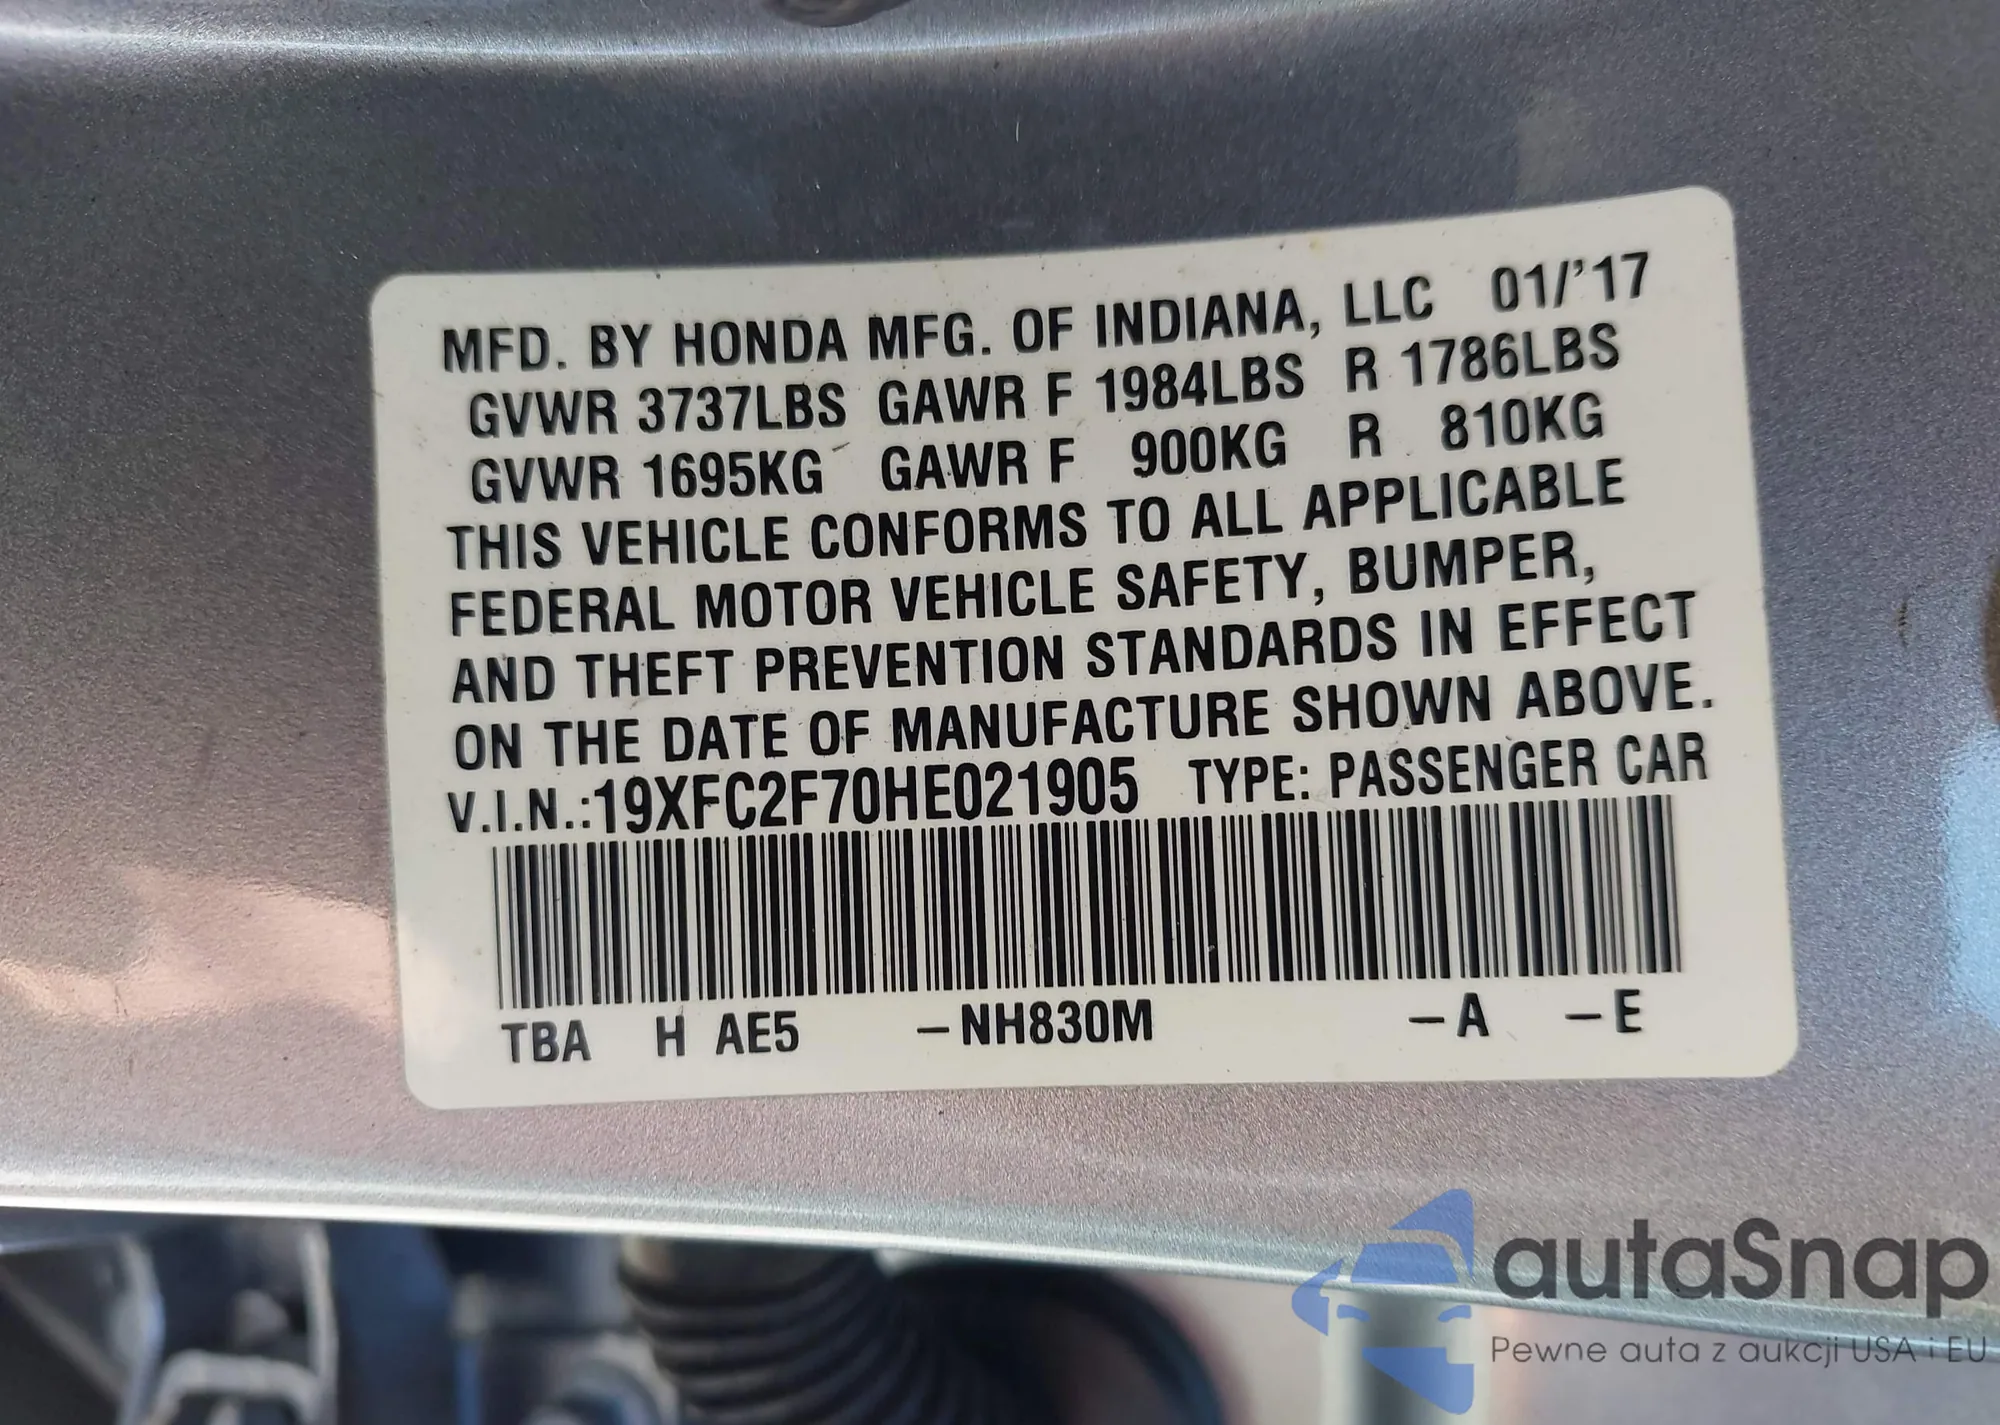 MFD. BY HONDA MFG. OF INDIANA, LLC 01/'17
GVWR 3737LBS GAWR F 1984LBS R 1786LBS
GVWR 1695KG GAWR F 900KG R 810KG
THIS VEHICLE CONFORMS TO ALL APPLICABLE
FEDERAL MOTOR VEHICLE SAFETY, BUMPER,
AND THEFT PREVENTION STANDARDS IN EFFECT
ON THE DATE OF MANUFACTURE SHOWN ABOVE.
V.I.N.:19XFC2F70HE021905 TYPE: PASSENGER CAR
TBA H AE5 –NH830M –A –E
autaSnap
Pewne auta z aukcji USA i EU